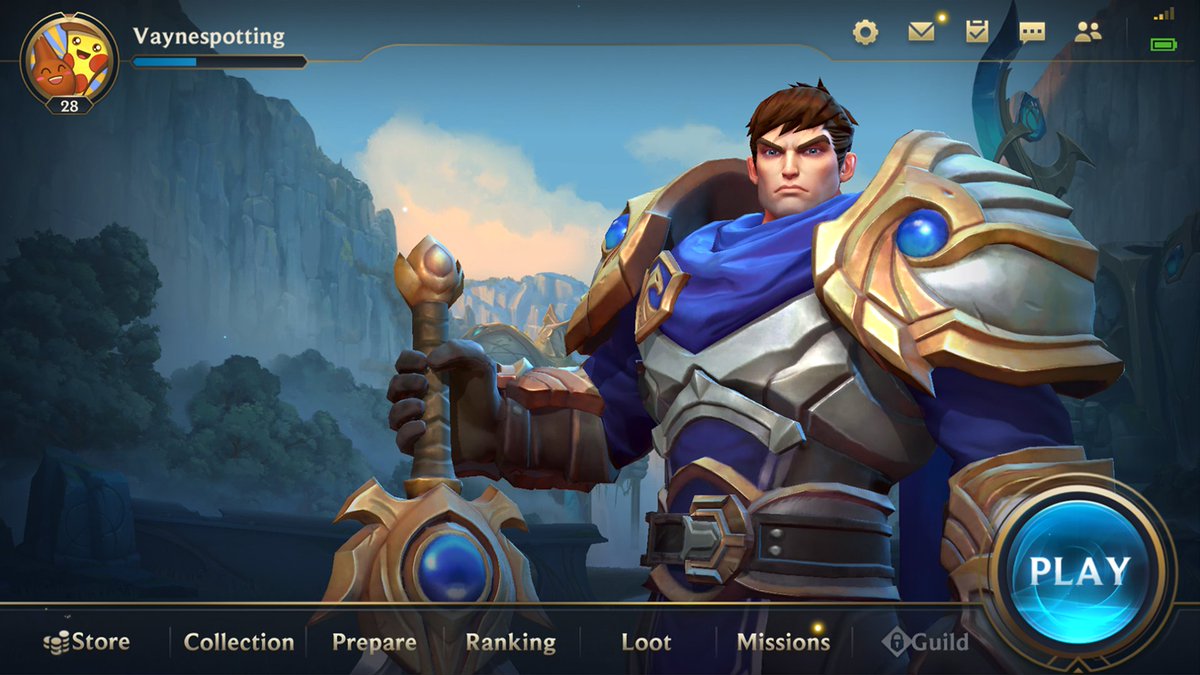 Vaynespotting
28
Store
Collection
Prepare
Ranking
Loot
Missions
Guild
PLAY